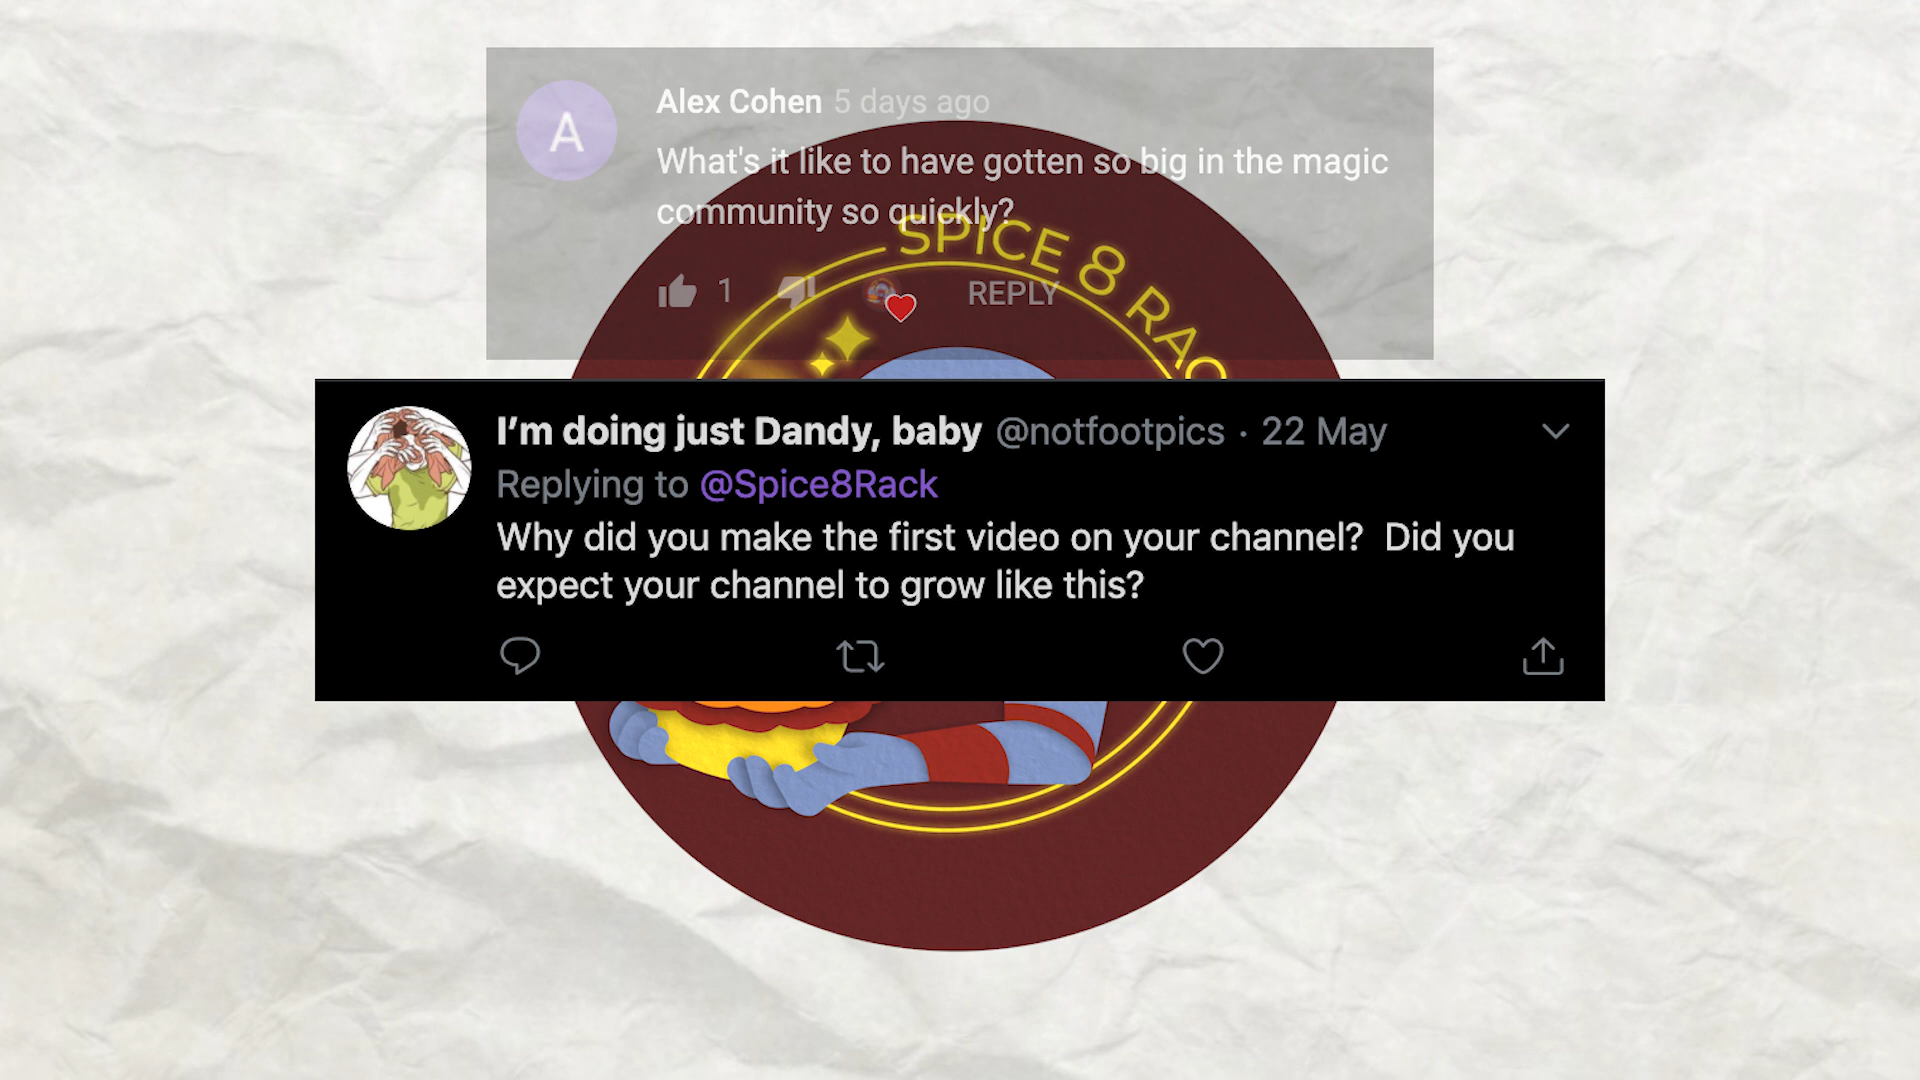 A
Alex Cohen 5 days ago
What's it like to have gotten so big in the magic
community so quickly?
1
REPLY
SPICE 8 RAC
I'm doing just Dandy, baby @notfootpics · 22 May
Replying to @Spice8Rack
Why did you make the first video on your channel? Did you
expect your channel to grow like this?